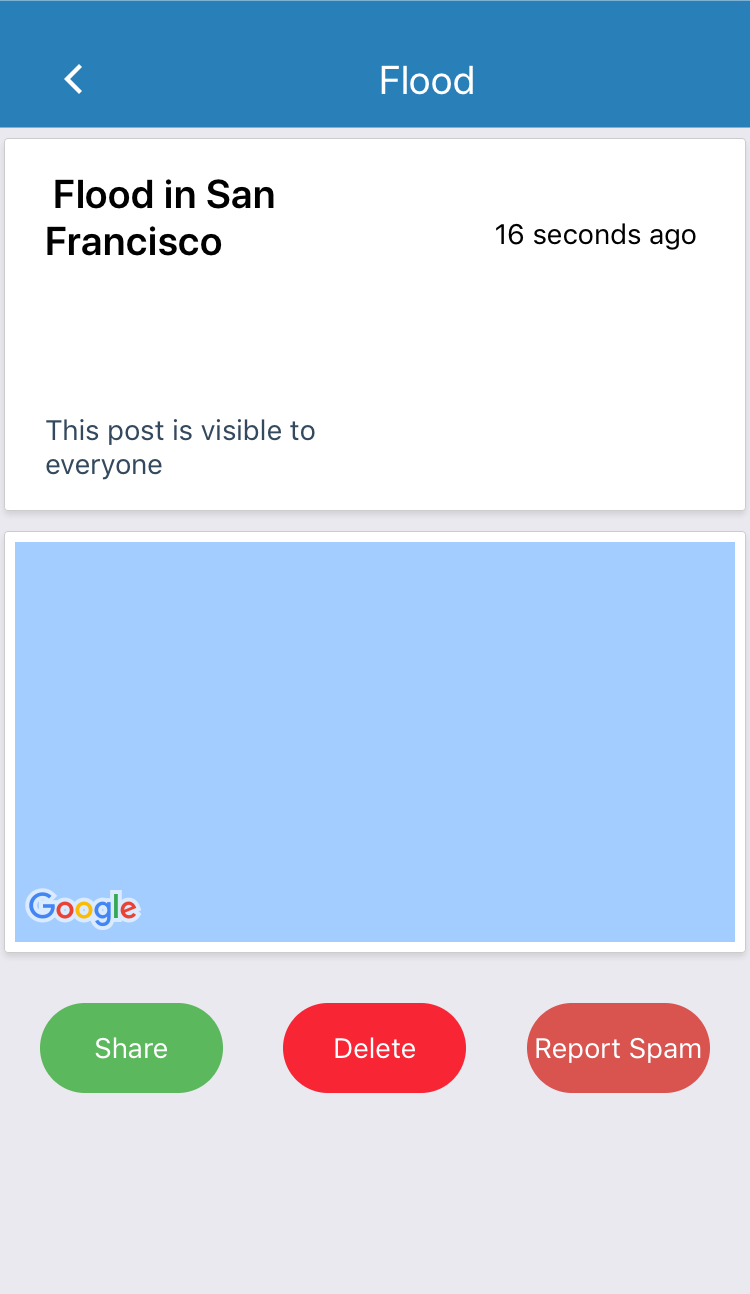 Flood
Flood in San
Francisco
16 seconds ago
This post is visible to
everyone
Google
Share
Delete
Report Spam